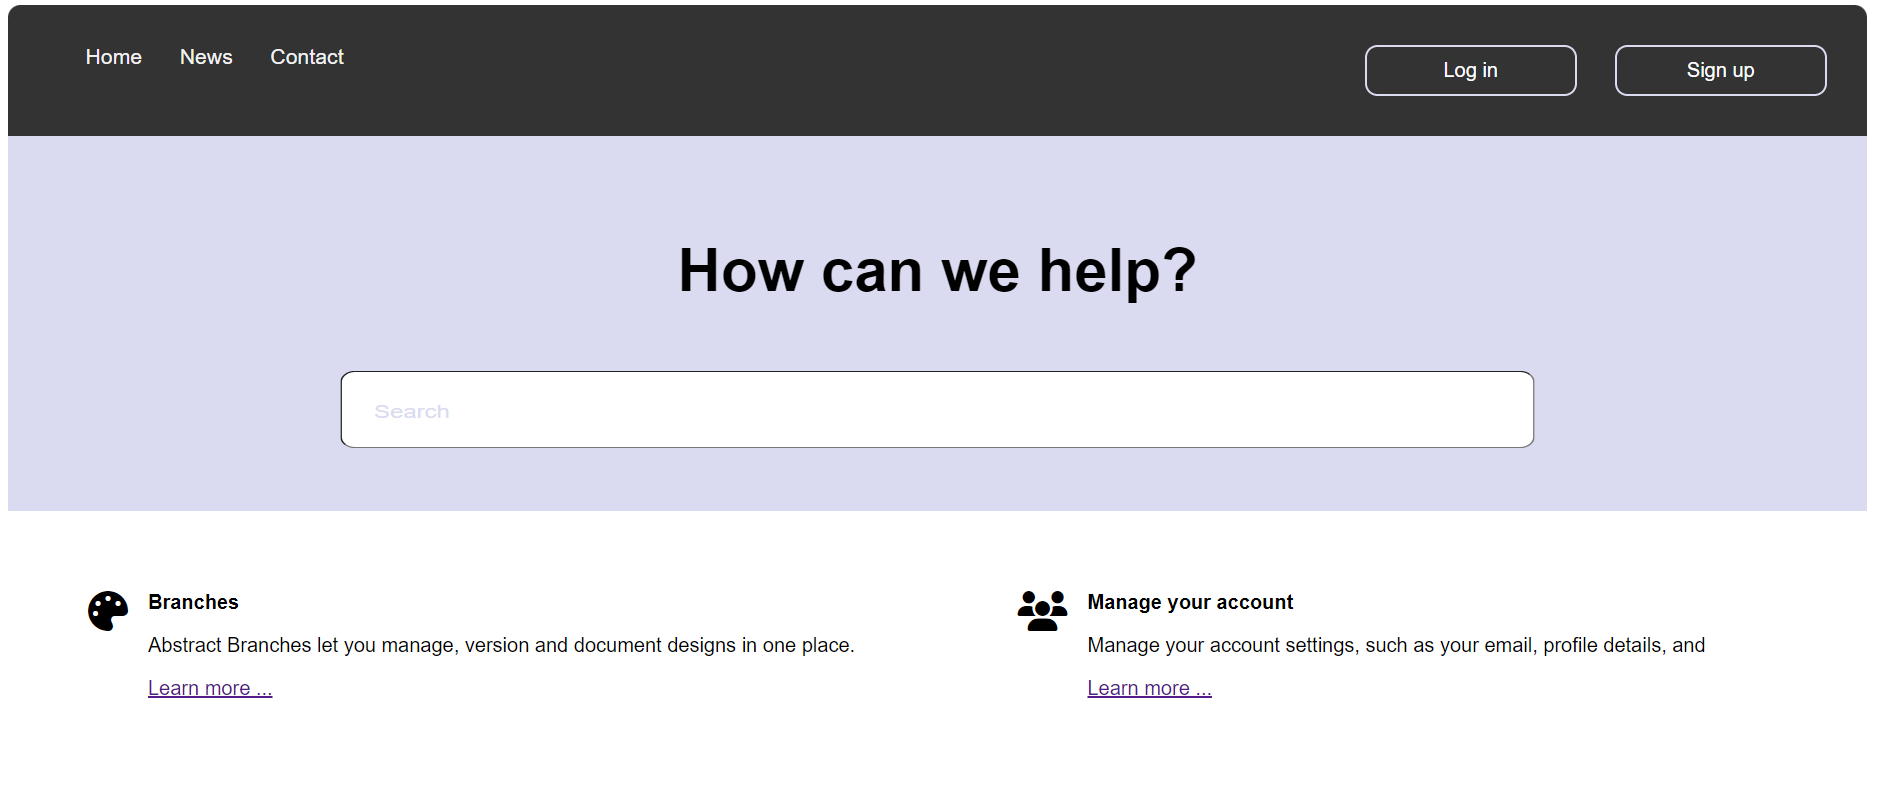 Home News Contact Log in Sign up
How can we help?
Search
Branches
Abstract Branches let you manage, version and document designs in one place.
Learn more ...
Manage your account
Manage your account settings, such as your email, profile details, and
Learn more ...